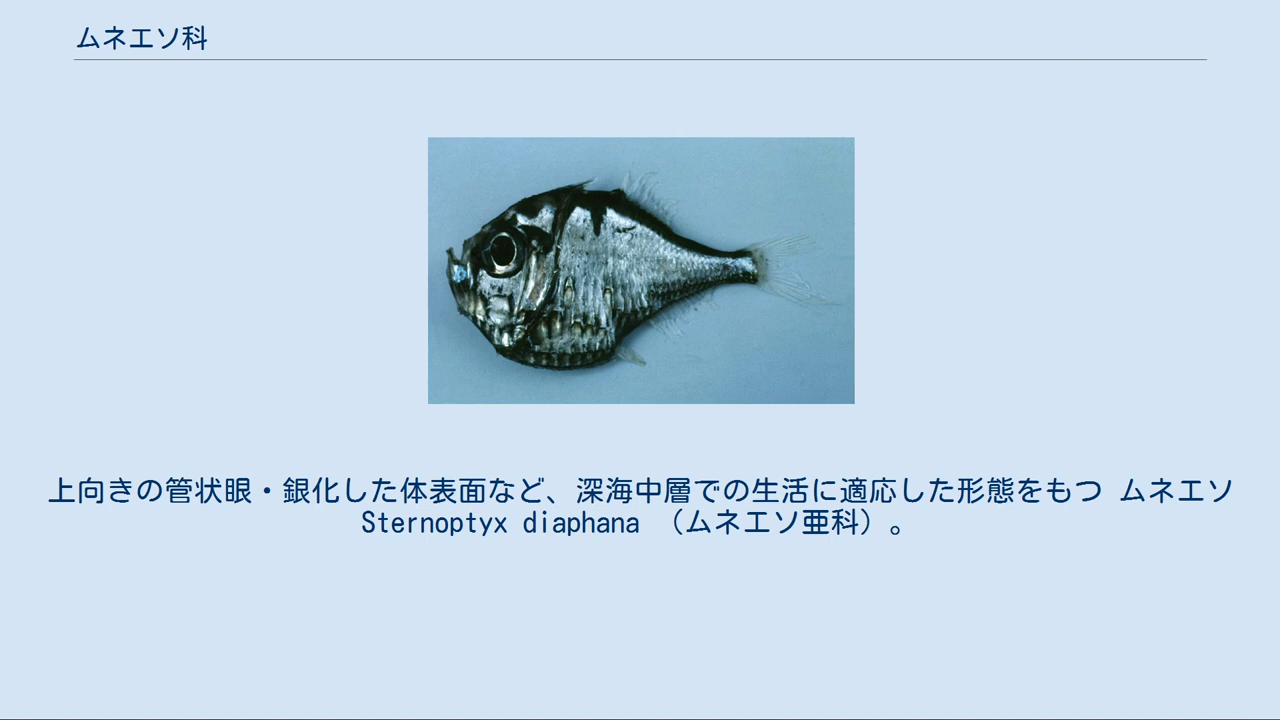 ムネエソ科
上向きの管状眼・銀化した体表面など、深海中層での生活に適応した形態をもつ ムネエソ
Sternoptyx diaphana （ムネエソ亜科）。